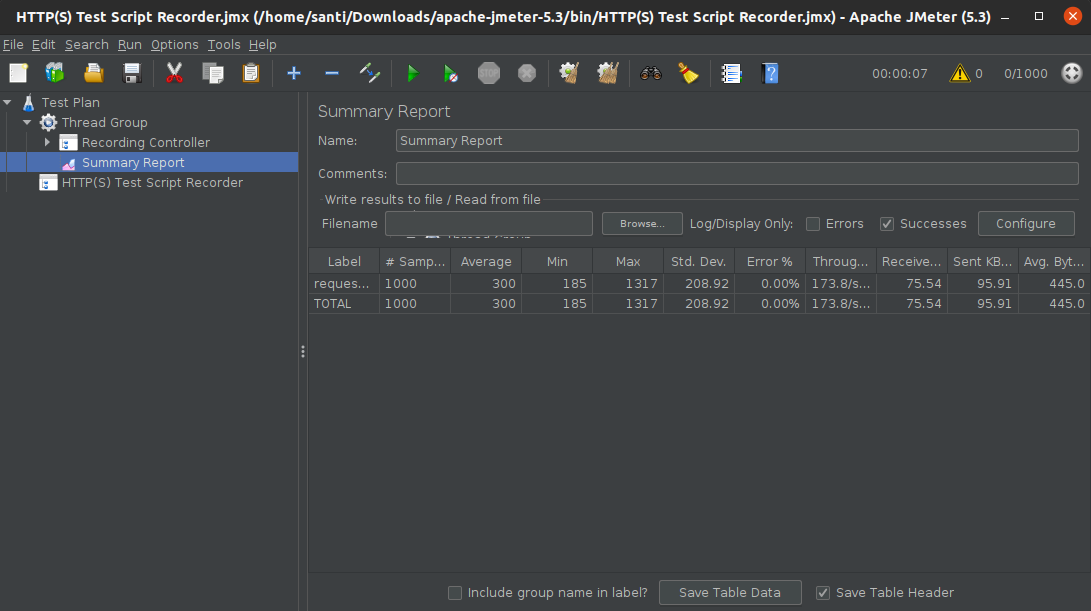 HTTP(S) Test Script Recorder.jmx (/home/santi/Downloads/apache-jmeter-5.3/bin/HTTP(S) Test Script Recorder.jmx) - Apache JMeter (5.3)
File Edit Search Run Options Tools Help
STOP 00:00:07 0 0/1000
Test Plan
Thread Group
Recording Controller
Summary Report
HTTP(S) Test Script Recorder
Summary Report
Name: Summary Report
Comments:
Write results to file / Read from file
Filename Browse... Log/Display Only: Errors Successes Configure
Label # Samp... Average Min Max Std. Dev. Error % Throug... Receive... Sent KB... Avg. Byt...
reques... 1000 300 185 1317 208.92 0.00% 173.8/s... 75.54 95.91 445.0
TOTAL 1000 300 185 1317 208.92 0.00% 173.8/s... 75.54 95.91 445.0
Include group name in label? Save Table Data Save Table Header